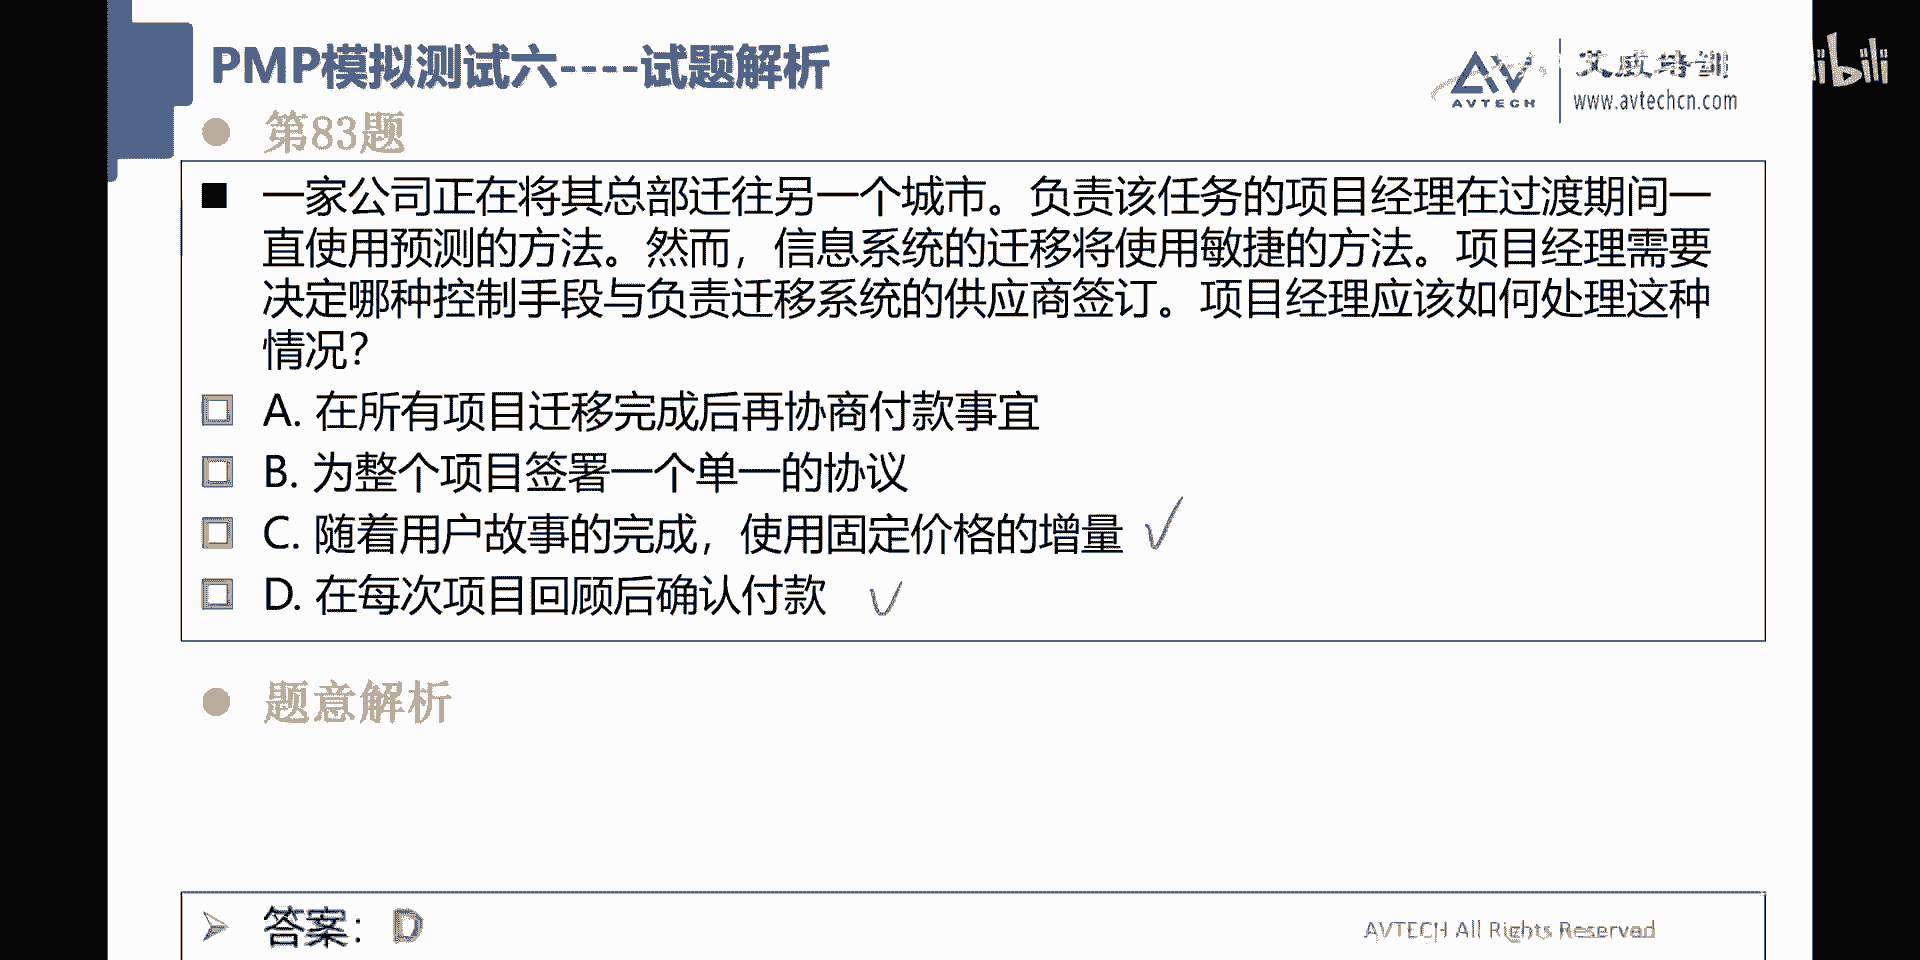 PMP模拟测试六----试题解析
艾威培训
AVTECH
www.avtechcn.com
第83题
一家公司正在将其总部迁往另一个城市。负责该任务的项目经理在过渡期间一
直使用预测的方法。然而，信息系统的迁移将使用敏捷的方法。项目经理需要
决定哪种控制手段与负责迁移系统的供应商签订。项目经理应该如何处理这种
情况？
A. 在所有项目迁移完成后再协商付款事宜
B. 为整个项目签署一个单一的协议
C. 随着用户故事的完成，使用固定价格的增量
D. 在每次项目回顾后确认付款
题意解析
答案： D
AVTECH All Rights Reserved